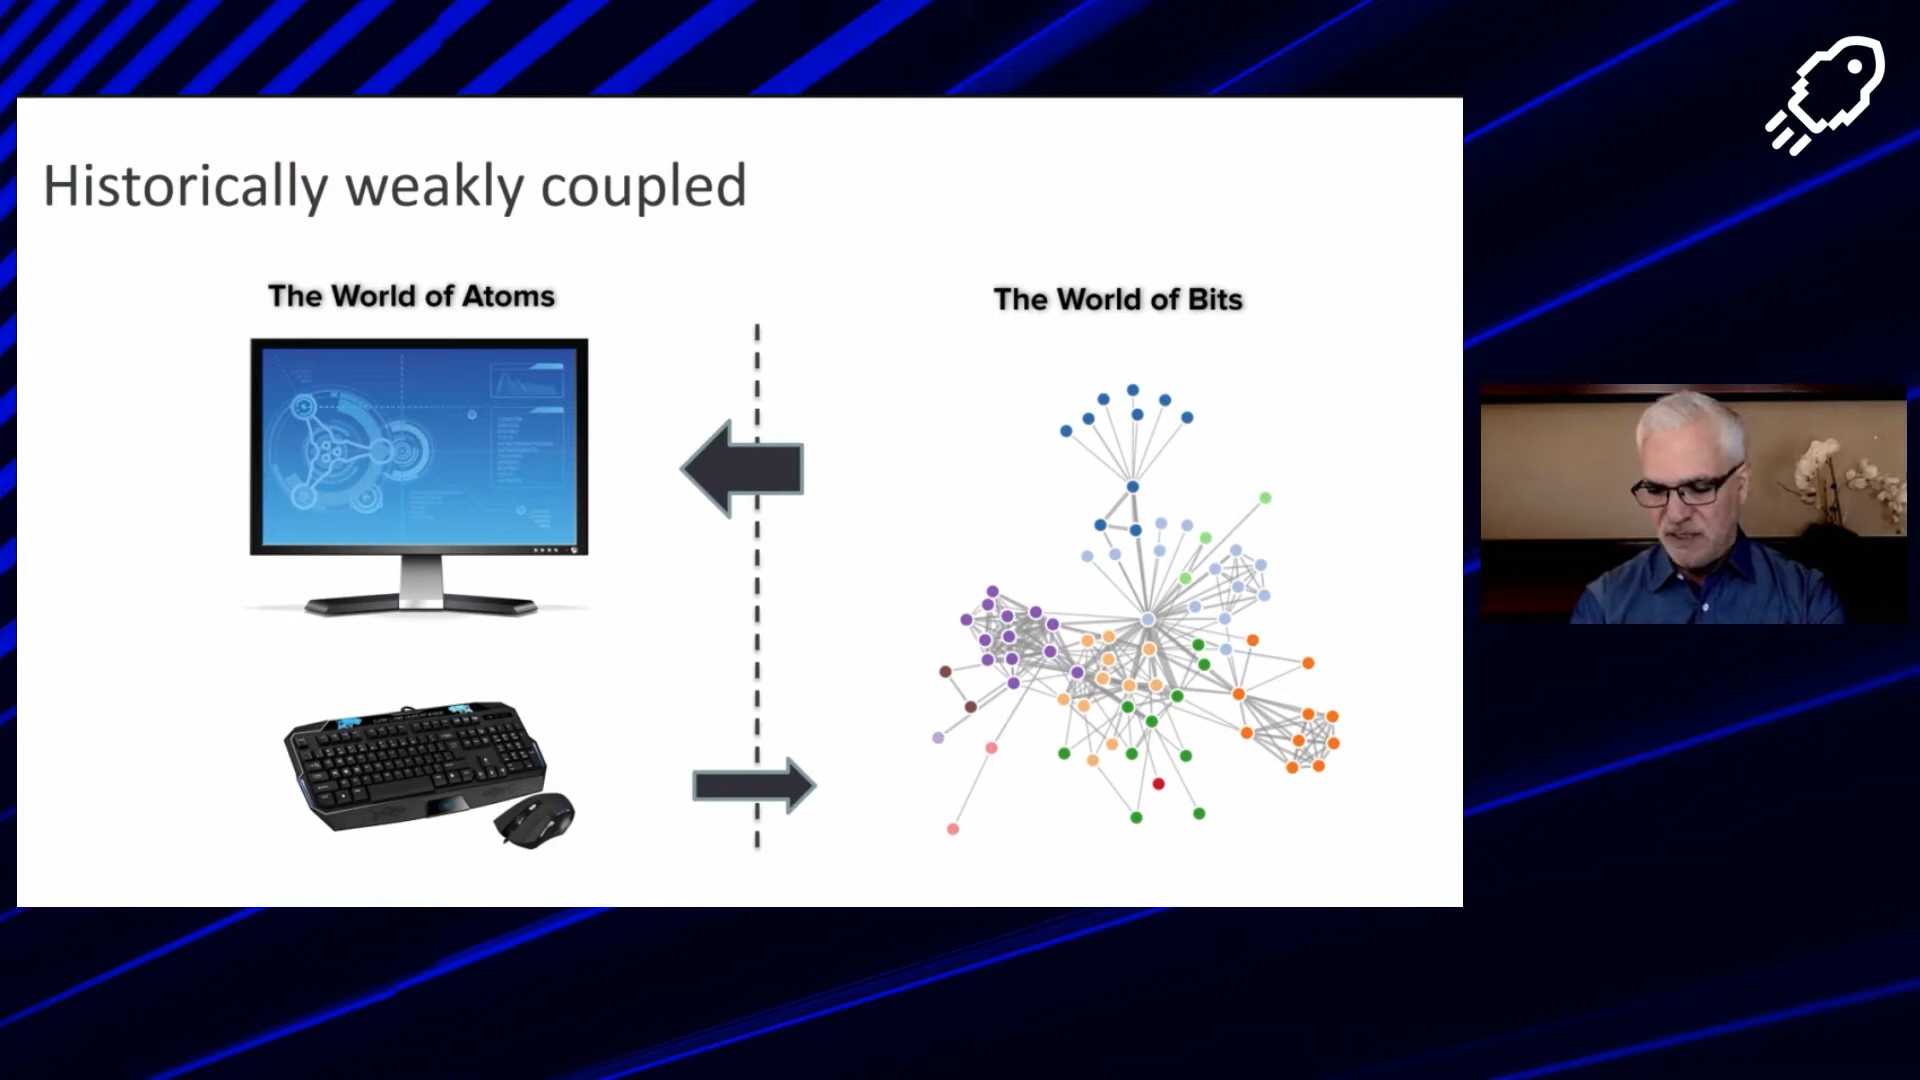 Historically weakly coupled
The World of Atoms
The World of Bits